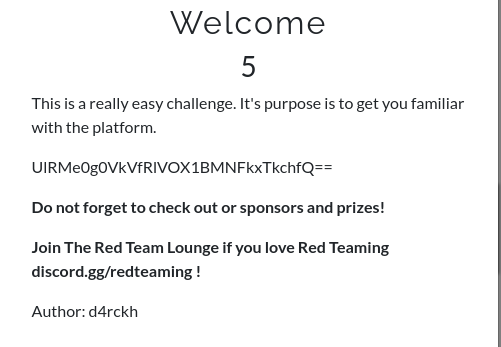 Welcome
5
This is a really easy challenge. It's purpose is to get you familiar
with the platform.
UlRMe0g0VkVfRlVOX1BMNFkxTkchfQ==
Do not forget to check out or sponsors and prizes!
Join The Red Team Lounge if you love Red Teaming
discord.gg/redteaming !
Author: d4rckh